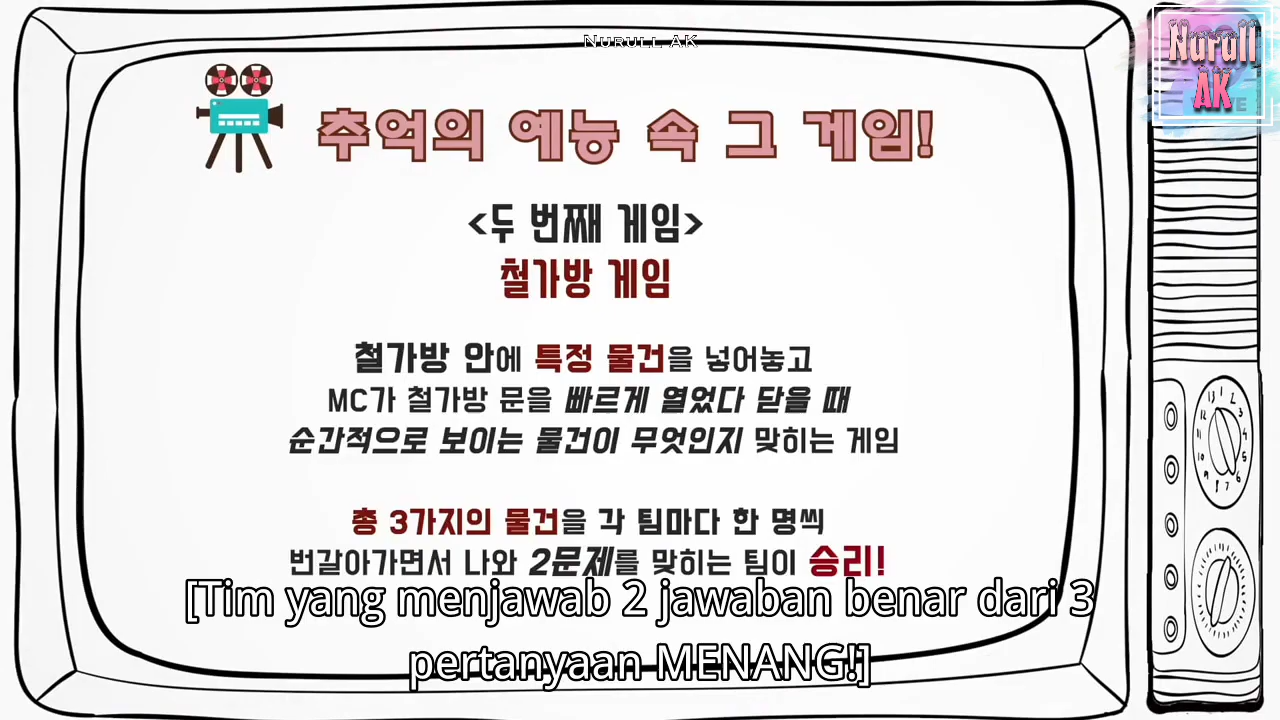 NURULL AK
Nurull
AK
추억의 예능 속 그 게임!
<두 번째 게임>
철가방 게임
철가방 안에 특정 물건을 넣어놓고
MC가 철가방 문을 빠르게 열었다 닫을 때
순간적으로 보이는 물건이 무엇인지 맞히는 게임
총 3가지의 물건을 각 팀마다 한 명씩
번갈아가면서 나와 2문제를 맞히는 팀이 승리!
[Tim yang menjawab 2 jawaban benar dari 3
pertanyaan MENANG!]